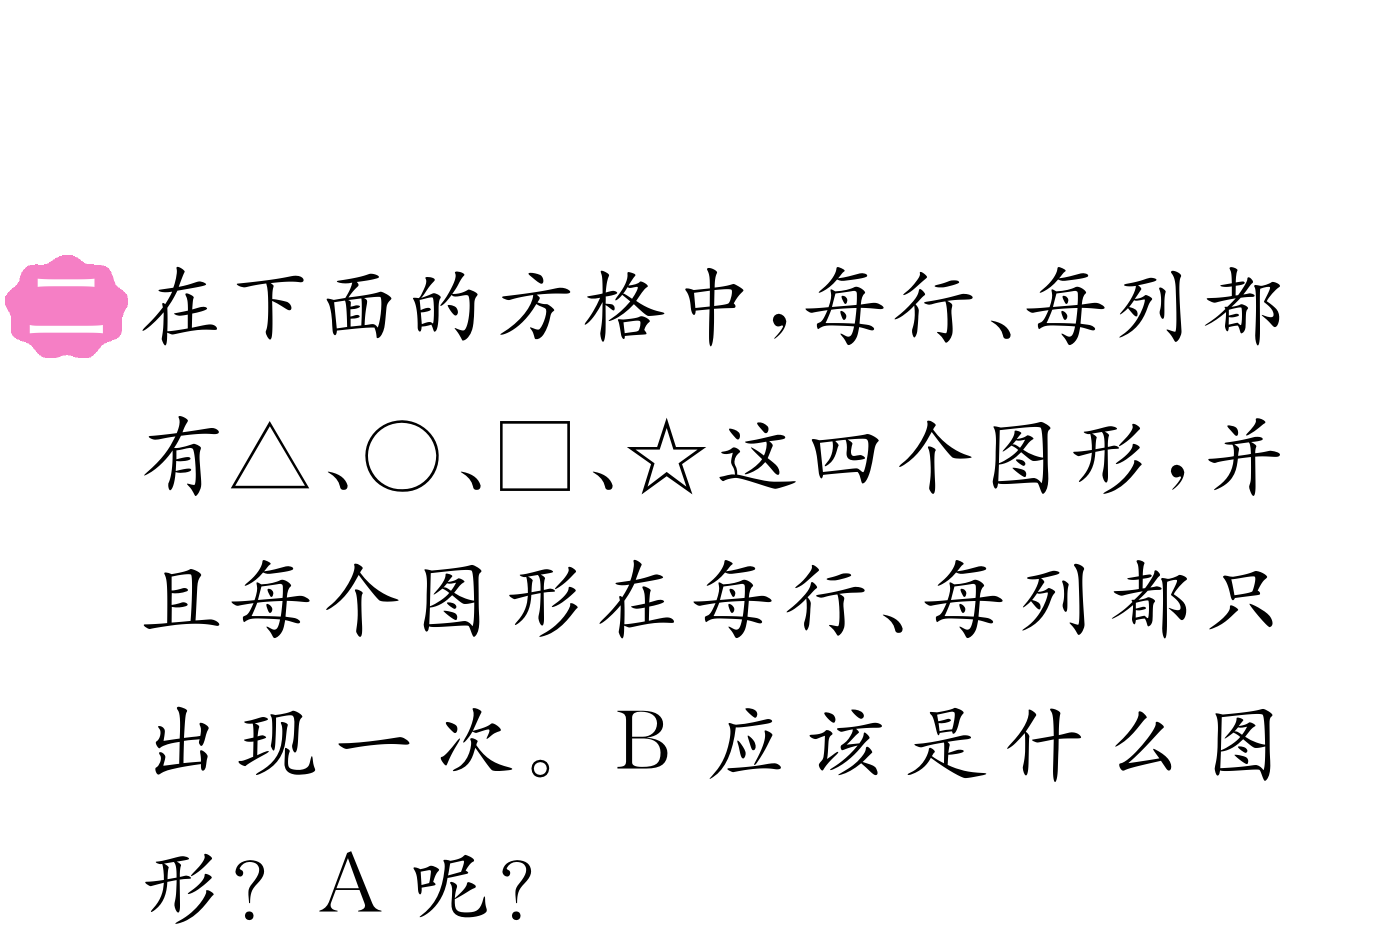 二 在下面的方格中,每行、每列都
有△、○、□、☆这四个图形,并
且每个图形在每行、每列都只
出现一次。B 应该是什么图
形? A 呢?